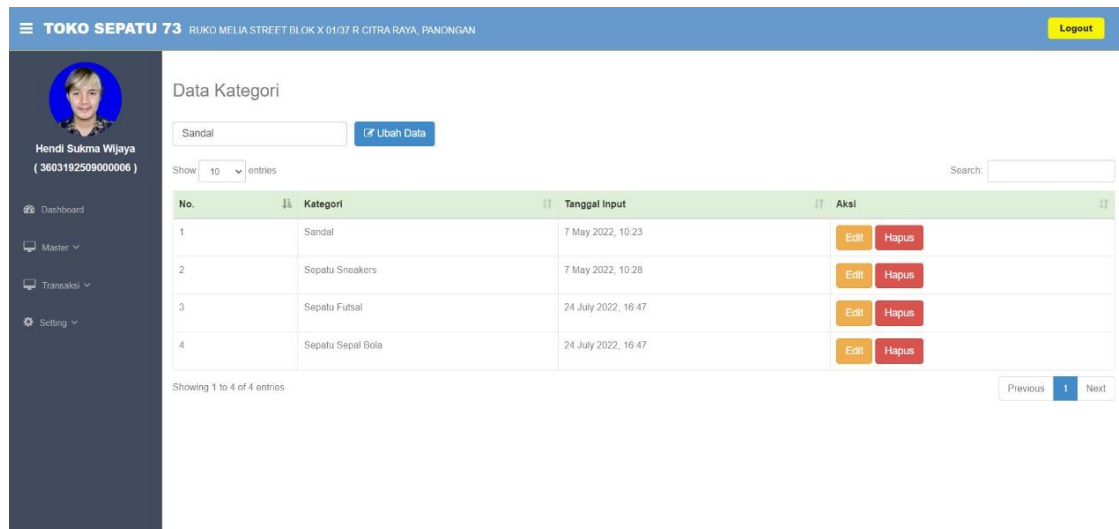 TOKO SEPATU 73 RUKO MELIA STREET BLOK X 01/37 R CITRA RAYA, PANONGAN Logout
Hendi Sukma Wijaya
( 3603192509000006 )
Dashboard
Master
Transaksi
Setting
Data Kategori
Sandal Ubah Data
Show 10 entries Search:
No. Kategori Tanggal Input Aksi
1 Sandal 7 May 2022, 10:23 Edit Hapus
2 Sepatu Sneakers 7 May 2022, 10:28 Edit Hapus
3 Sepatu Futsal 24 July 2022, 16:47 Edit Hapus
4 Sepatu Sepal Bola 24 July 2022, 16:47 Edit Hapus
Showing 1 to 4 of 4 entries Previous 1 Next